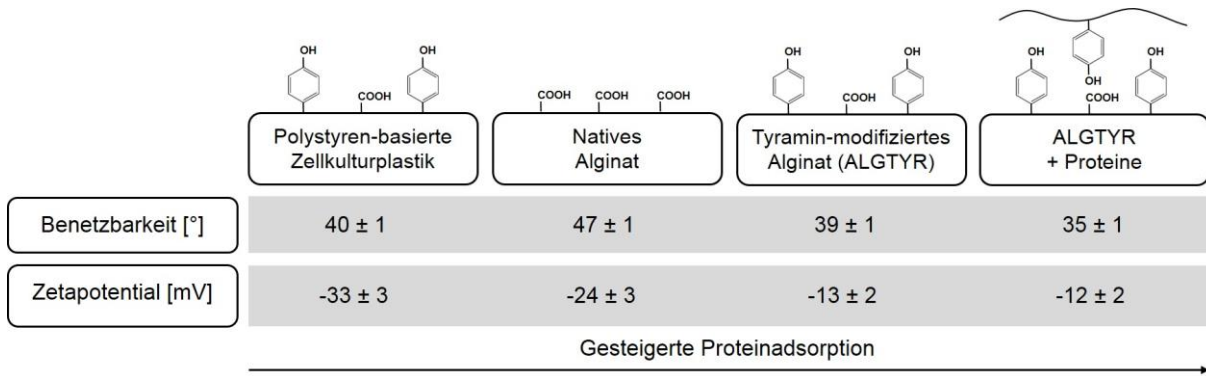 OH OH
COOH
OH
COOH COOH COOH
OH OH
COOH
OH OH
OH
COOH
Polystyren-basierte
Zellkulturplastik
Natives
Alginat
Tyramin-modifiziertes
Alginat (ALGTYR)
ALGTYR
+ Proteine
Benetzbarkeit [°] 40 ± 1 47 ± 1 39 ± 1 35 ± 1
Zetapotential [mV] -33 ± 3 -24 ± 3 -13 ± 2 -12 ± 2
Gesteigerte Proteinadsorption